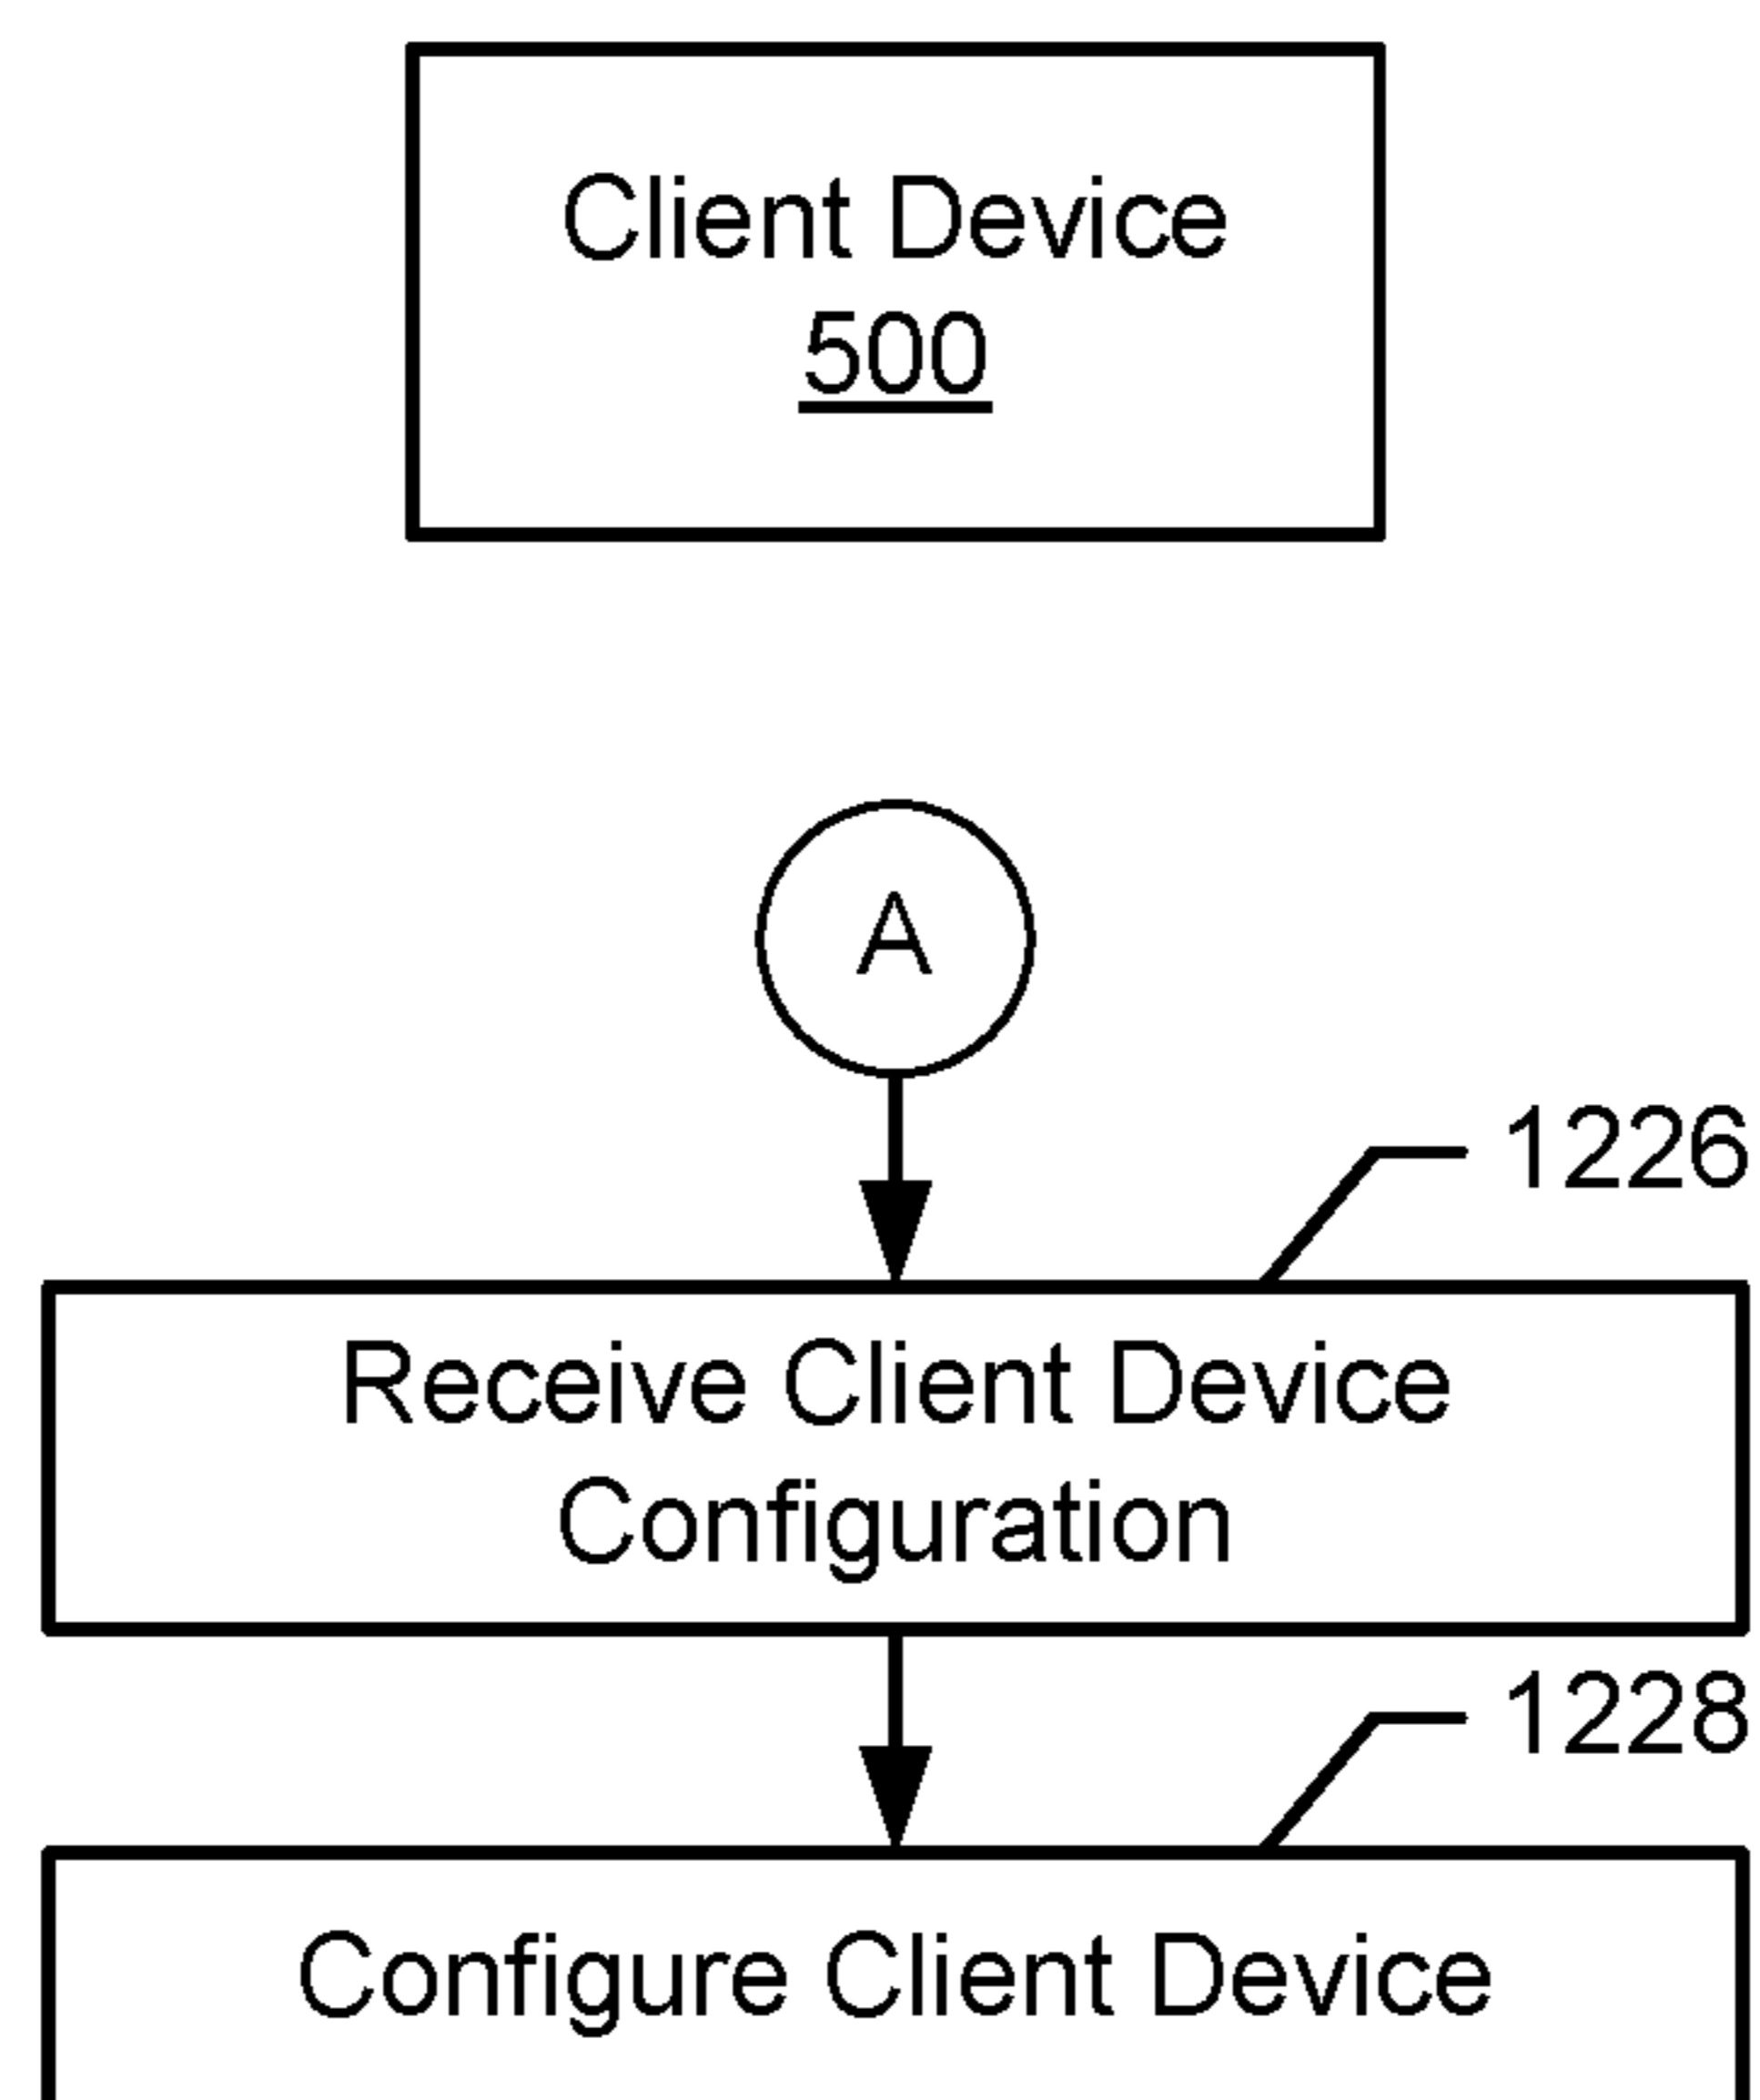 Client Device
500
A
1226
Receive Client Device
Configuration
1228
Configure Client Device